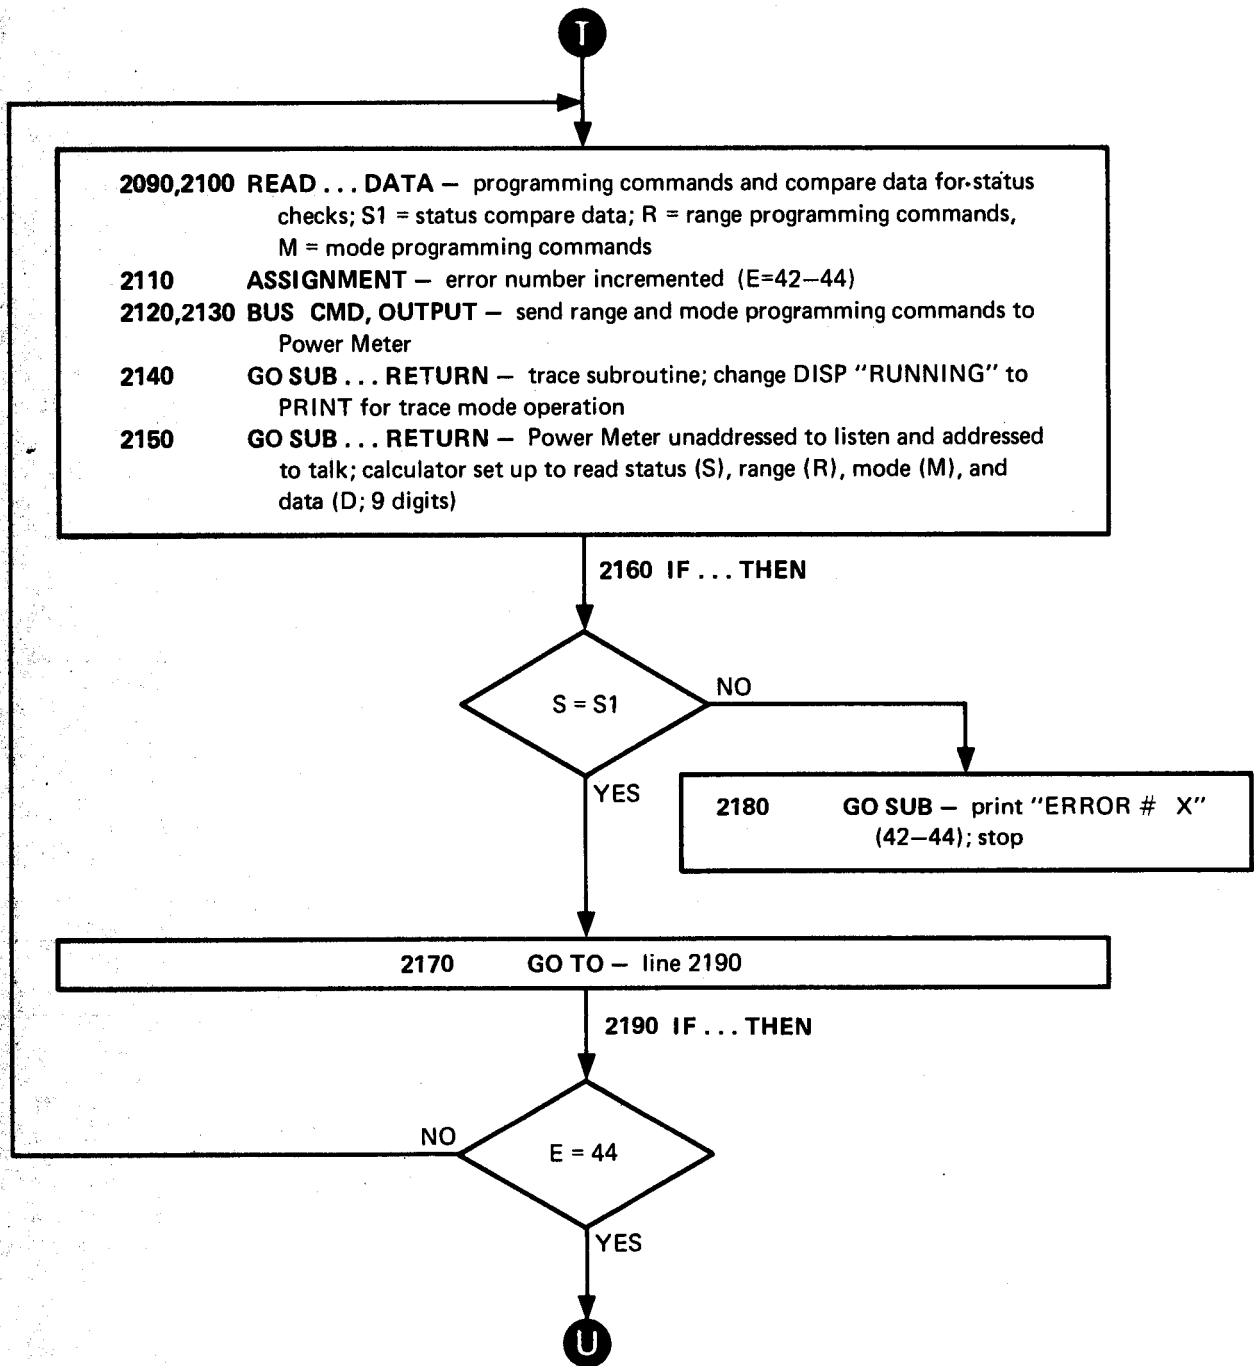 T
2090,2100 READ . . . DATA — programming commands and compare data for status
checks; S1 = status compare data; R = range programming commands,
M = mode programming commands
2110 ASSIGNMENT — error number incremented (E=42—44)
2120,2130 BUS CMD, OUTPUT — send range and mode programming commands to
Power Meter
2140 GO SUB . . . RETURN — trace subroutine; change DISP "RUNNING" to
PRINT for trace mode operation
2150 GO SUB . . . RETURN — Power Meter unaddressed to listen and addressed
to talk; calculator set up to read status (S), range (R), mode (M), and
data (D; 9 digits)
2160 IF . . . THEN
S = S1
NO
YES
2180 GO SUB — print "ERROR # X"
(42—44); stop
2170 GO TO — line 2190
2190 IF . . . THEN
NO
E = 44
YES
U